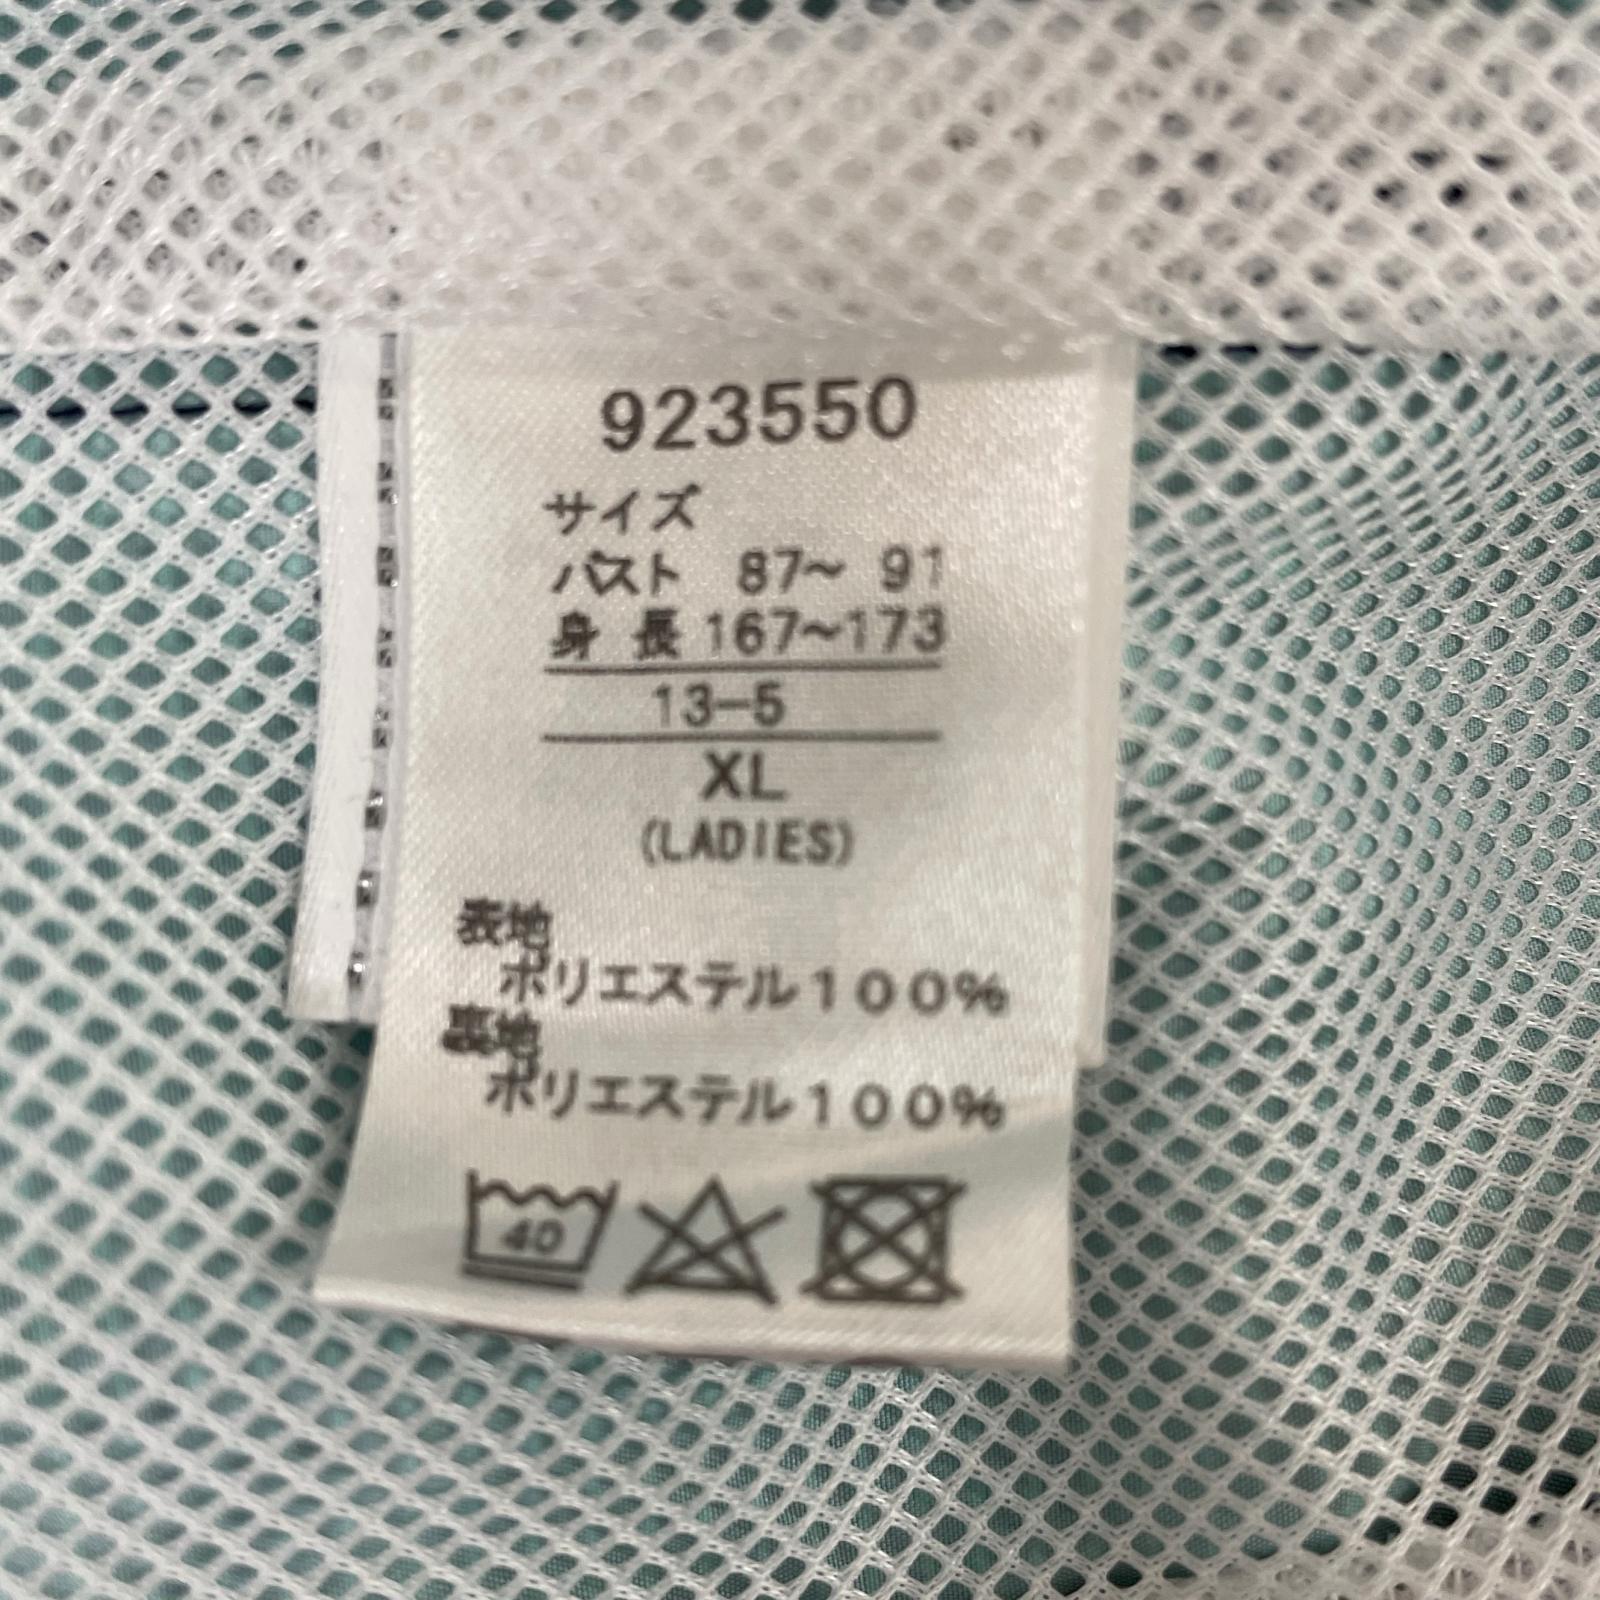 923550
サイズ
バスト 87〜 91
身 長 167〜173
13−5
XL
(LADIES)
表地
ポリエステル100%
裏地
ポリエステル100%
40